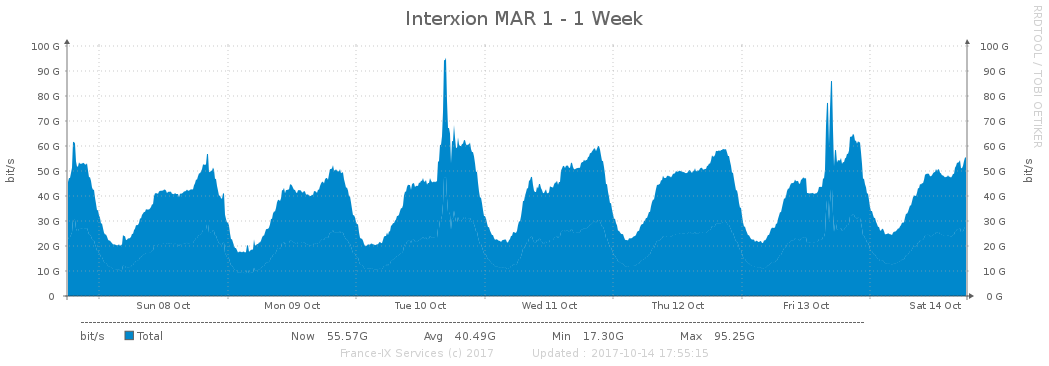 Interxion MAR 1 - 1 Week
RRDTOOL / TOBI OETIKER
bit/s
100 G
90 G
80 G
70 G
60 G
50 G
40 G
30 G
20 G
10 G
0
100 G
90 G
80 G
70 G
60 G
50 G
40 G
30 G
20 G
10 G
0 G
bit/s
Sun 08 Oct Mon 09 Oct Tue 10 Oct Wed 11 Oct Thu 12 Oct Fri 13 Oct Sat 14 Oct
bit/s Total Now 55.57G Avg 40.49G Min 17.30G Max 95.25G
France-IX Services (c) 2017 Updated : 2017-10-14 17:55:15